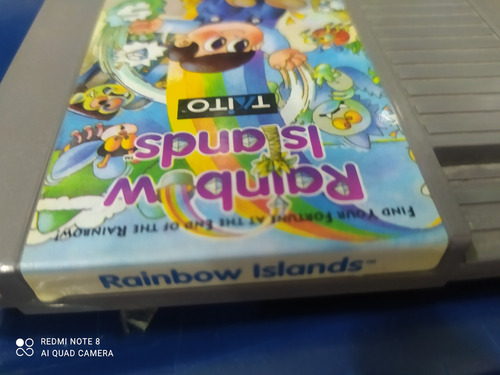 TAITO
Rainbow
Islands™
FIND YOUR FORTUNE AT THE END OF THE RAINBOW!
Rainbow Islands™
REDMI NOTE 8
AI QUAD CAMERA